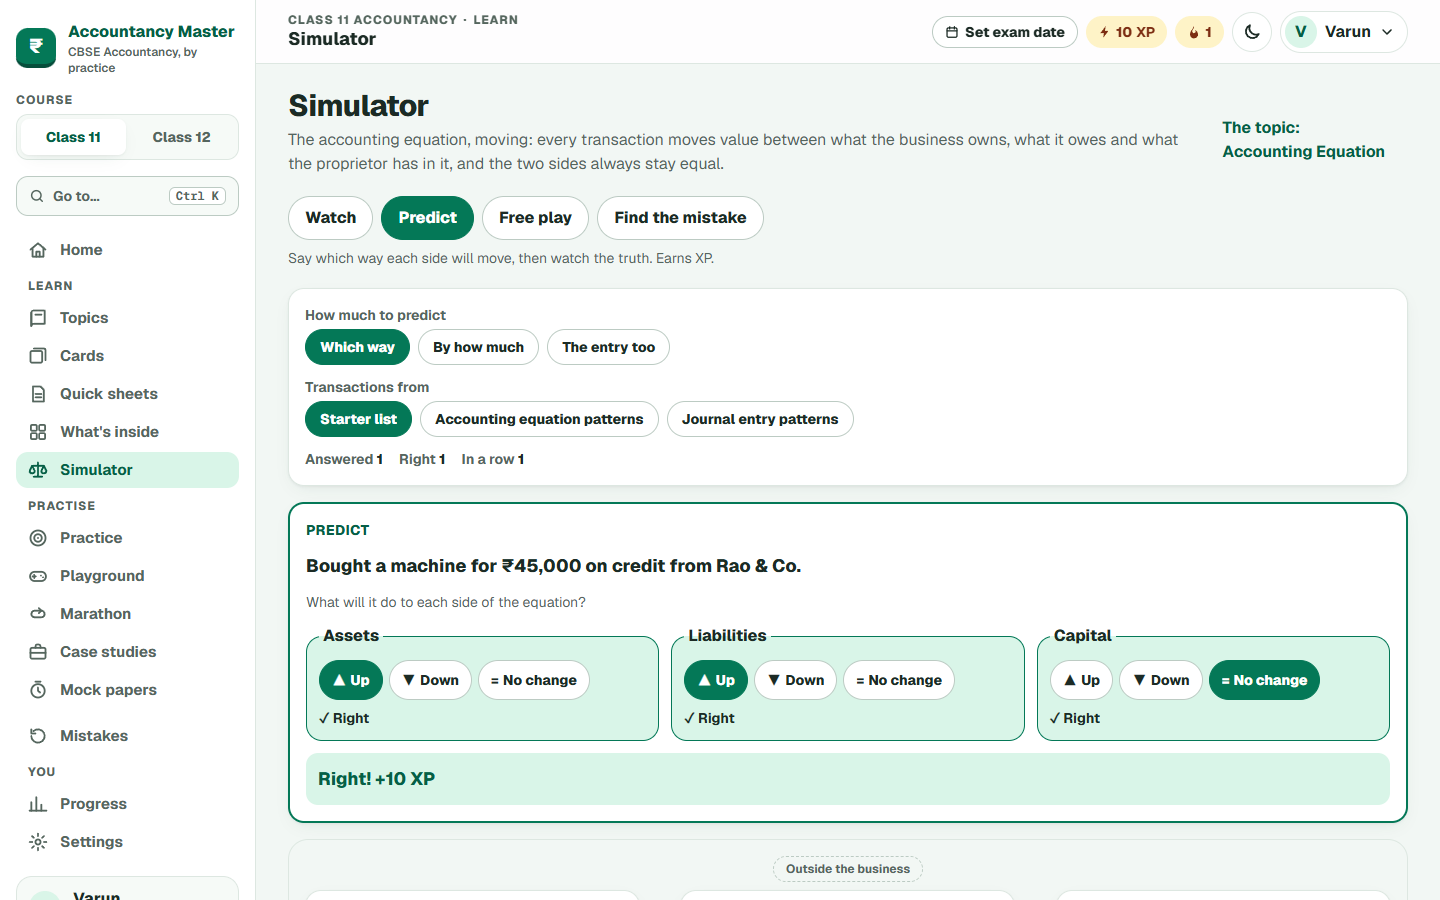 ₹
Accountancy Master
CBSE Accountancy, by
practice
COURSE
Class 11
Class 12
Go to...
Ctrl K
Home
LEARN
Topics
Cards
Quick sheets
What's inside
Simulator
PRACTISE
Practice
Playground
Marathon
Case studies
Mock papers
Mistakes
YOU
Progress
Settings
Varun
CLASS 11 ACCOUNTANCY · LEARN
Simulator
Set exam date
10 XP
1
V
Varun
Simulator
The accounting equation, moving: every transaction moves value between what the business owns, what it owes and what
the proprietor has in it, and the two sides always stay equal.
The topic:
Accounting Equation
Watch
Predict
Free play
Find the mistake
Say which way each side will move, then watch the truth. Earns XP.
How much to predict
Which way
By how much
The entry too
Transactions from
Starter list
Accounting equation patterns
Journal entry patterns
Answered 1 Right 1 In a row 1
PREDICT
Bought a machine for ₹45,000 on credit from Rao & Co.
What will it do to each side of the equation?
Assets
▲ Up
▼ Down
= No change
✓ Right
Liabilities
▲ Up
▼ Down
= No change
✓ Right
Capital
▲ Up
▼ Down
= No change
✓ Right
Right! +10 XP
Outside the business